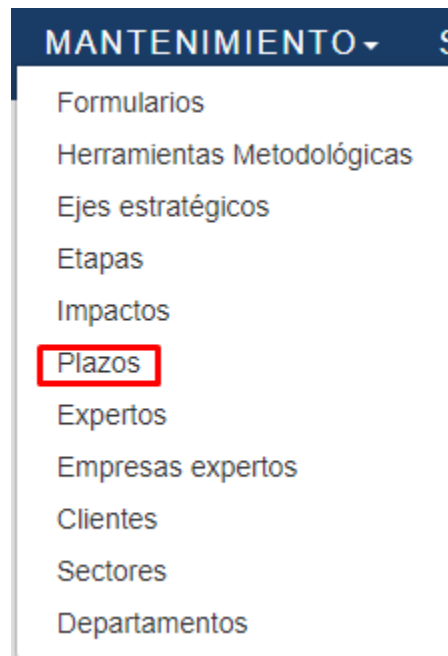 MANTENIMIENTO
Formularios
Herramientas Metodológicas
Ejes estratégicos
Etapas
Impactos
Plazos
Expertos
Empresas expertos
Clientes
Sectores
Departamentos